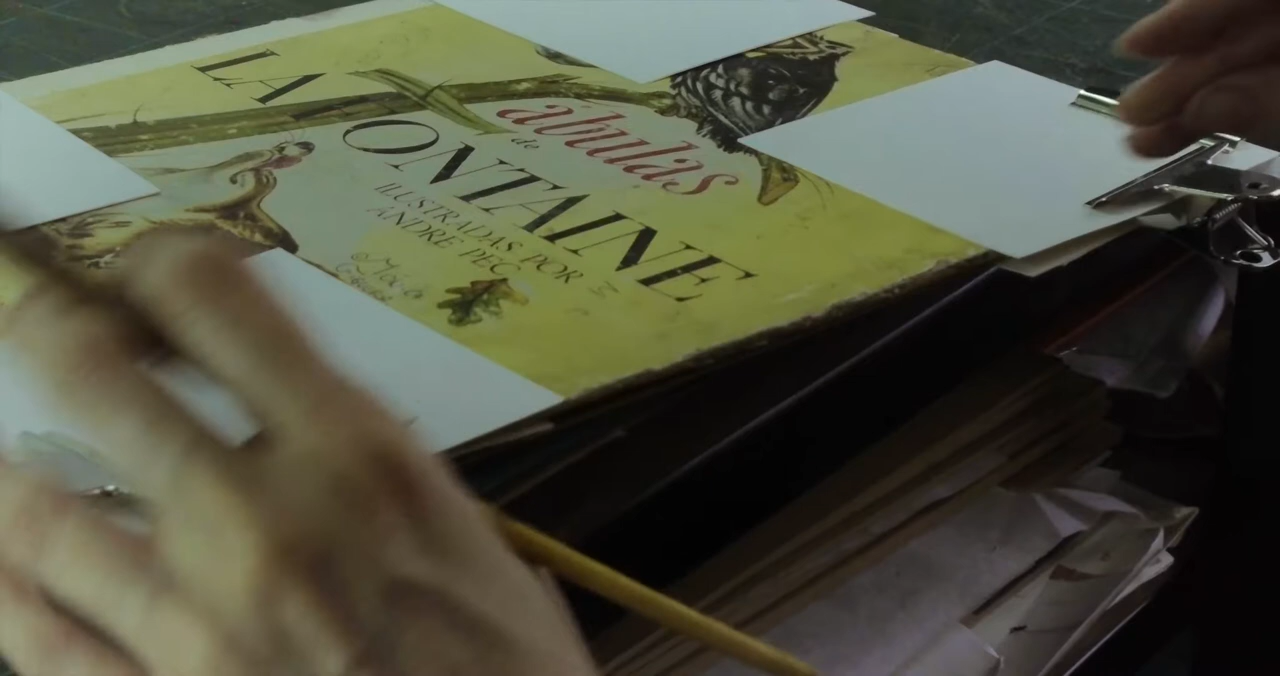 LA
ábulas
de
ONTAINE
ILUSTRADAS POR
ANDRE PEC